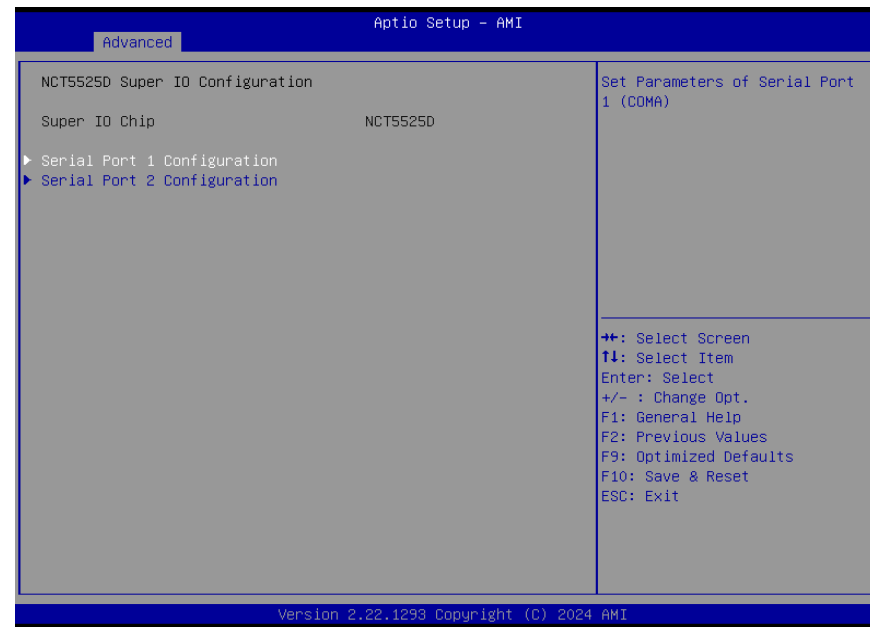 Aptio Setup – AMI
Advanced
NCT5525D Super IO Configuration
Super IO Chip NCT5525D
▶ Serial Port 1 Configuration
▶ Serial Port 2 Configuration
Set Parameters of Serial Port
1 (COMA)
→←: Select Screen
↑↓: Select Item
Enter: Select
+/- : Change Opt.
F1: General Help
F2: Previous Values
F9: Optimized Defaults
F10: Save & Reset
ESC: Exit
Version 2.22.1293 Copyright (C) 2024 AMI